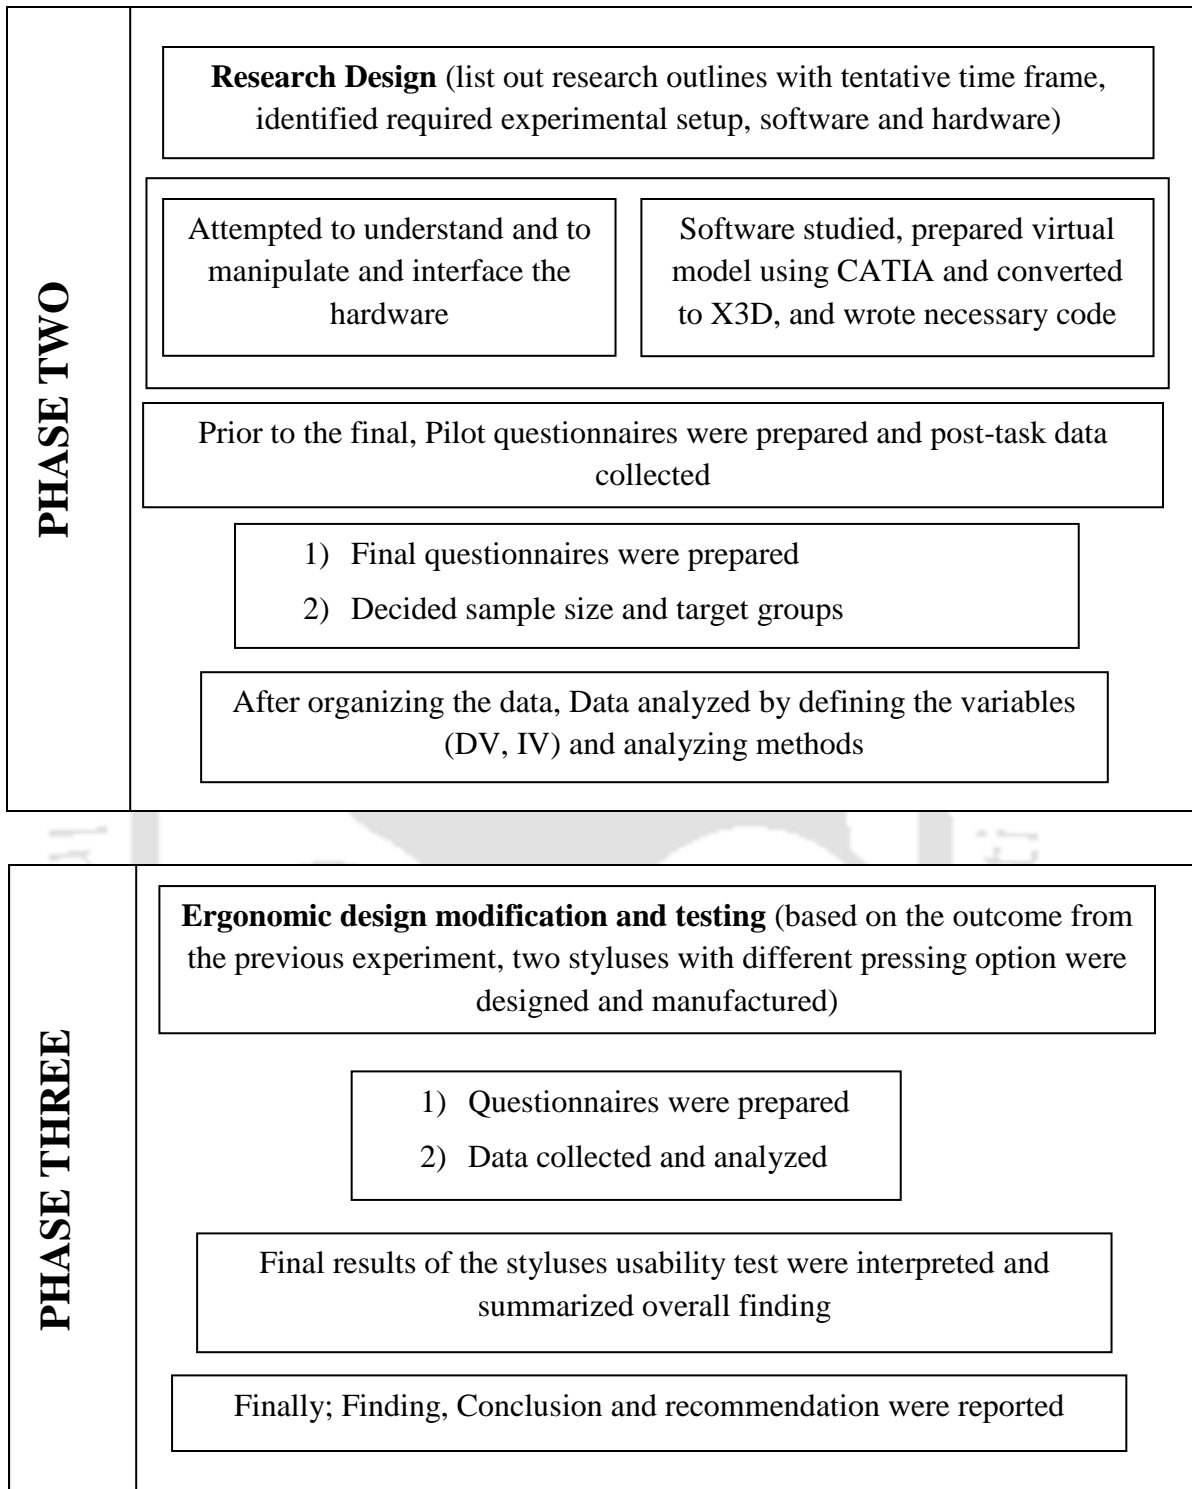 PHASE TWO
Research Design (list out research outlines with tentative time frame,
identified required experimental setup, software and hardware)
Attempted to understand and to
manipulate and interface the
hardware
Software studied, prepared virtual
model using CATIA and converted
to X3D, and wrote necessary code
Prior to the final, Pilot questionnaires were prepared and post-task data
collected
1) Final questionnaires were prepared
2) Decided sample size and target groups
After organizing the data, Data analyzed by defining the variables
(DV, IV) and analyzing methods
PHASE THREE
Ergonomic design modification and testing (based on the outcome from
the previous experiment, two styluses with different pressing option were
designed and manufactured)
1) Questionnaires were prepared
2) Data collected and analyzed
Final results of the styluses usability test were interpreted and
summarized overall finding
Finally; Finding, Conclusion and recommendation were reported